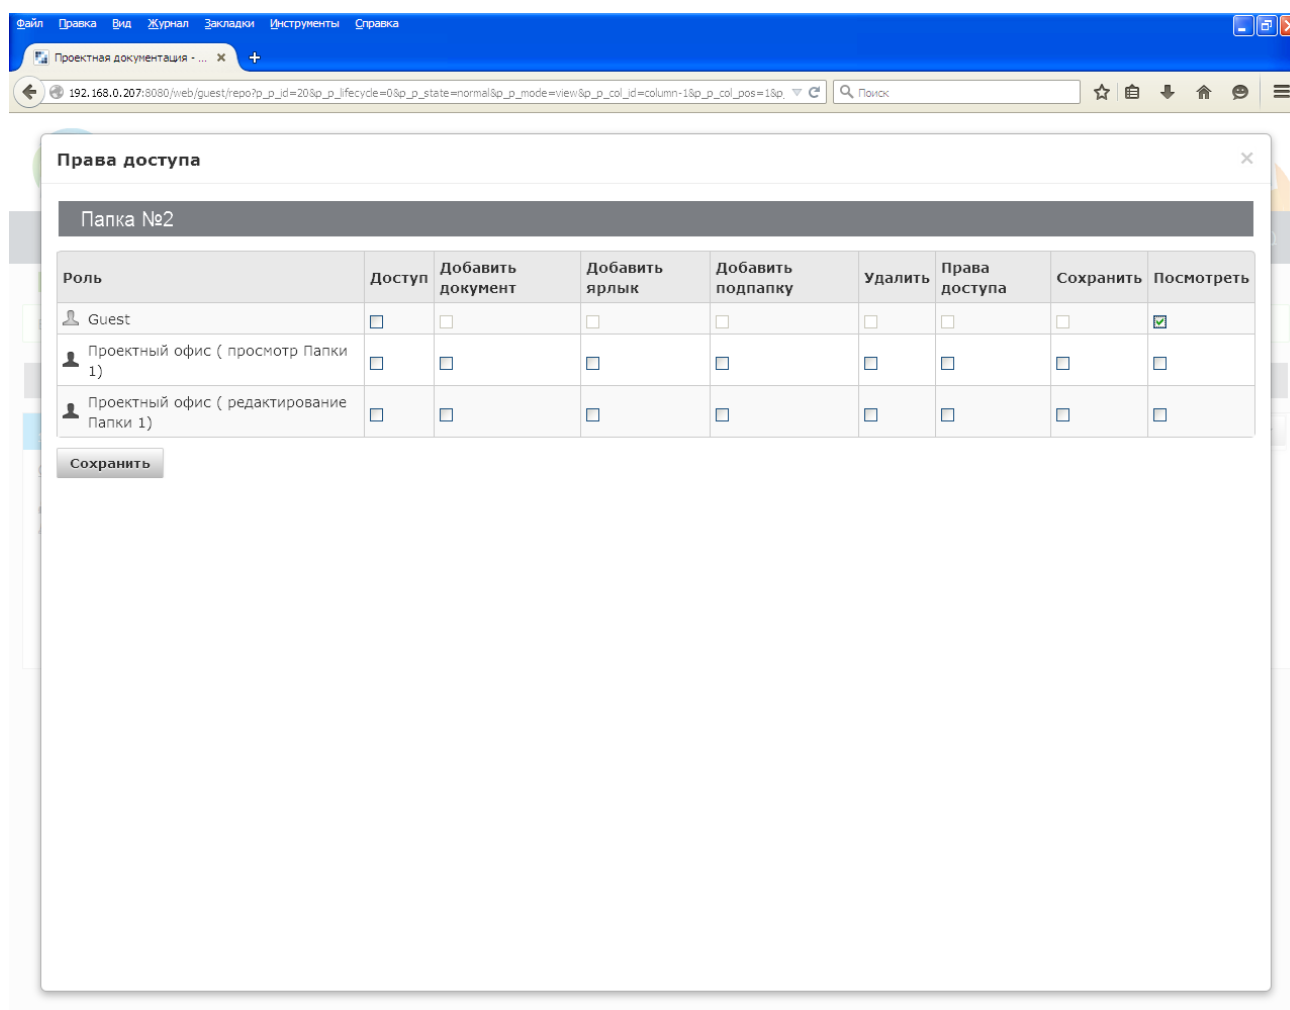 Файл Правка Вид Журнал Закладки Инструменты Справка
Проектная документация - ...
192.168.0.207:8080/web/guest/repo?p_p_id=20&p_p_lifecycle=0&p_p_state=normal&p_p_mode=view&p_p_col_id=column-1&p_p_col_pos=1&p, Поиск
Права доступа
Папка №2
Роль Доступ Добавить документ Добавить ярлык Добавить подпапку Удалить Права доступа Сохранить Посмотреть
Guest
Проектный офис ( просмотр Папки
1)
Проектный офис ( редактирование
Папки 1)
Сохранить